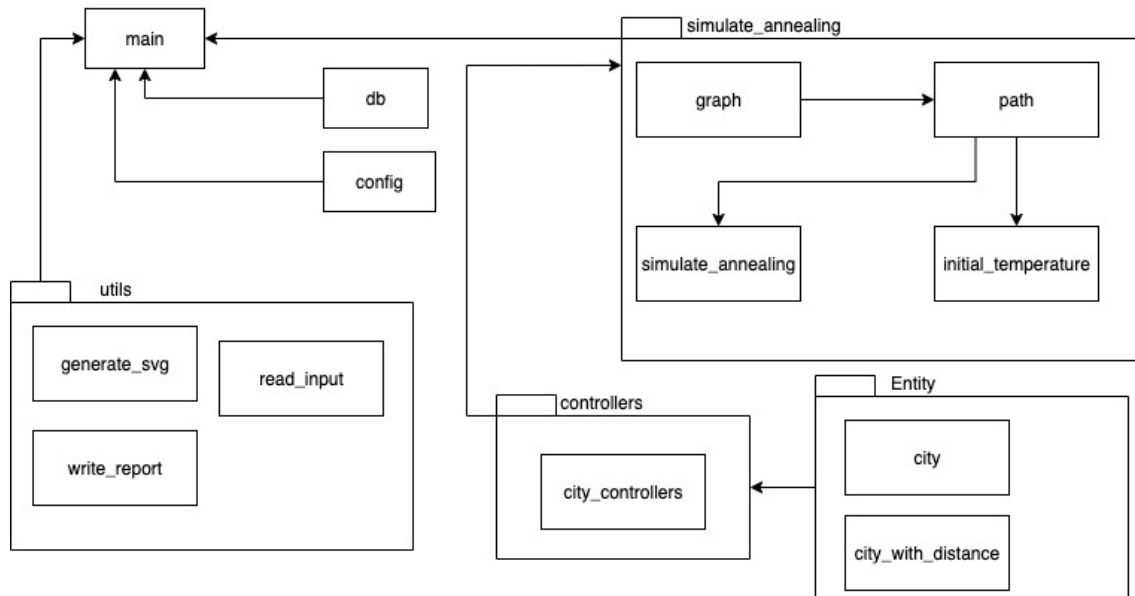 simulate_annealing
main
db
graph
path
config
simulate_annealing
initial_temperature
utils
generate_svg
read_input
write_report
controllers
city_controllers
Entity
city
city_with_distance